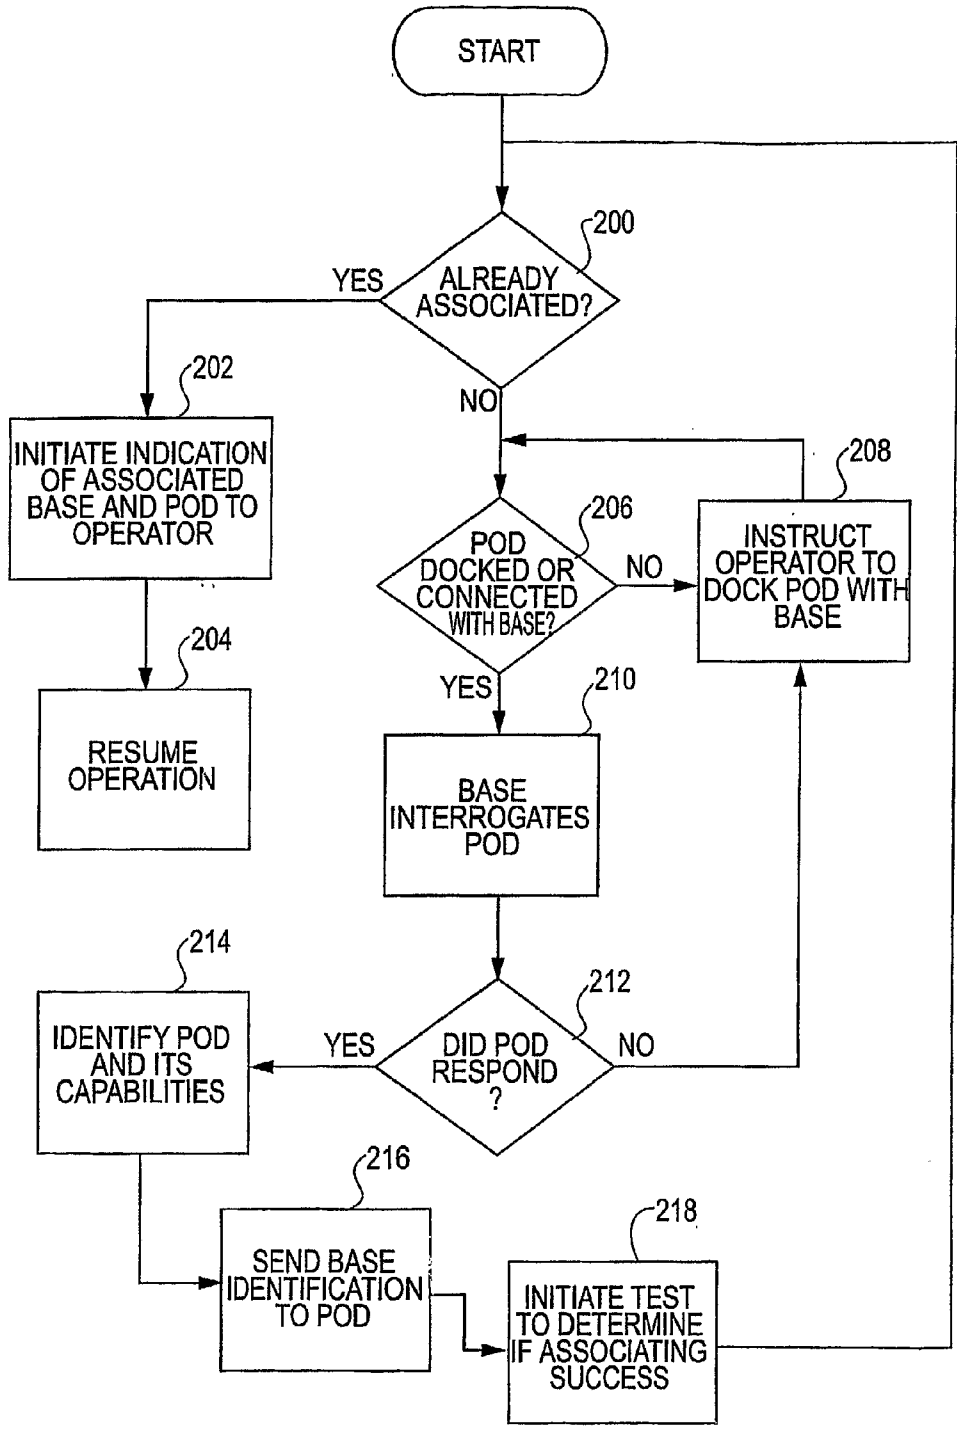 START
200
ALREADY
ASSOCIATED?
YES
NO
202
INITIATE INDICATION
OF ASSOCIATED
BASE AND POD TO
OPERATOR
204
RESUME
OPERATION
206
POD
DOCKED OR
CONNECTED
WITH BASE?
NO
YES
208
INSTRUCT
OPERATOR TO
DOCK POD WITH
BASE
210
BASE
INTERROGATES
POD
212
DID POD
RESPOND
?
YES
NO
214
IDENTIFY POD
AND ITS
CAPABILITIES
216
SEND BASE
IDENTIFICATION
TO POD
218
INITIATE TEST
TO DETERMINE
IF ASSOCIATING
SUCCESS